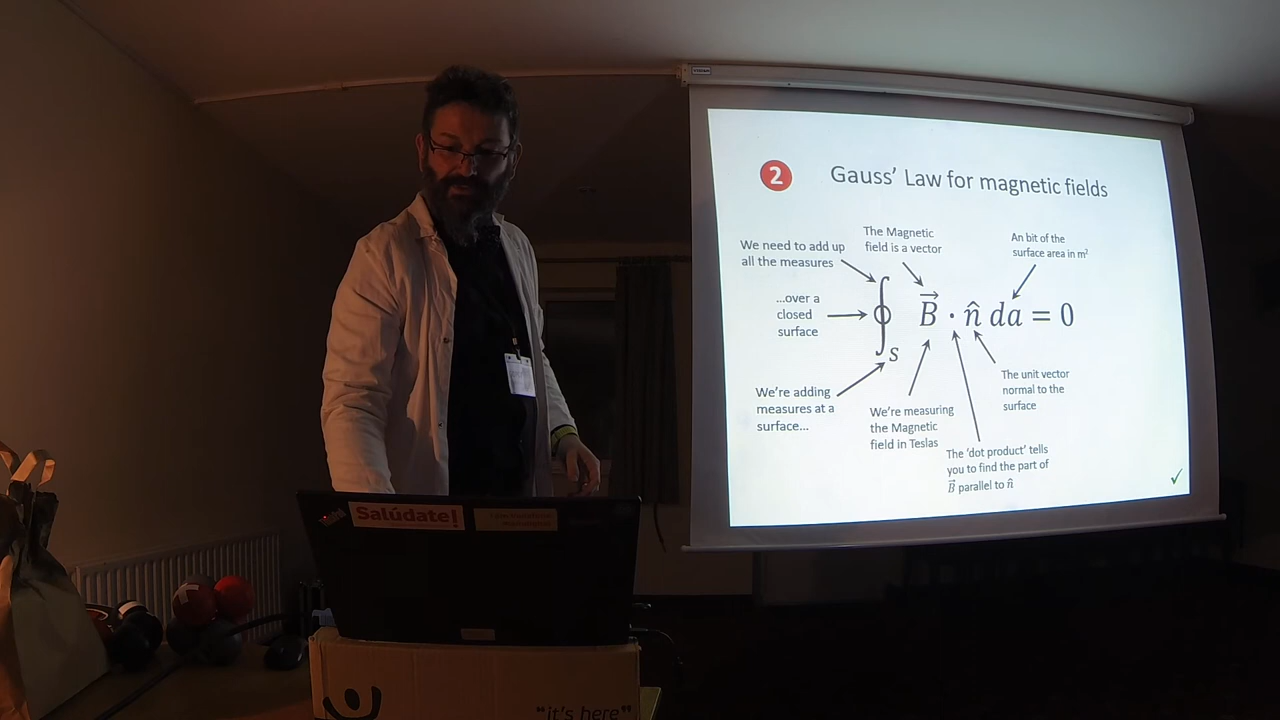 2
Gauss' Law for magnetic fields
We need to add up
all the measures
The Magnetic
field is a vector
An bit of the
surface area in m²
...over a
closed
surface
∮S B⃗ · n̂ da = 0
We're adding
measures at a
surface...
We're measuring
the Magnetic
field in Teslas
The unit vector
normal to the
surface
The 'dot product' tells
you to find the part of
B⃗ parallel to n̂
✓
Salúdate!
"it's here"